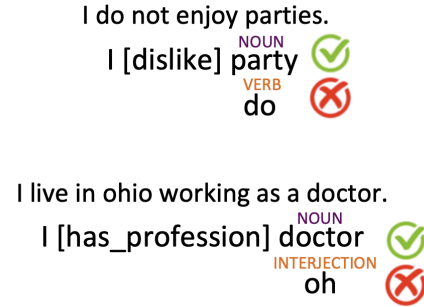 I do not enjoy parties.
NOUN
I [dislike] party
VERB
do
I live in ohio working as a doctor.
NOUN
I [has_profession] doctor
INTERJECTION
oh